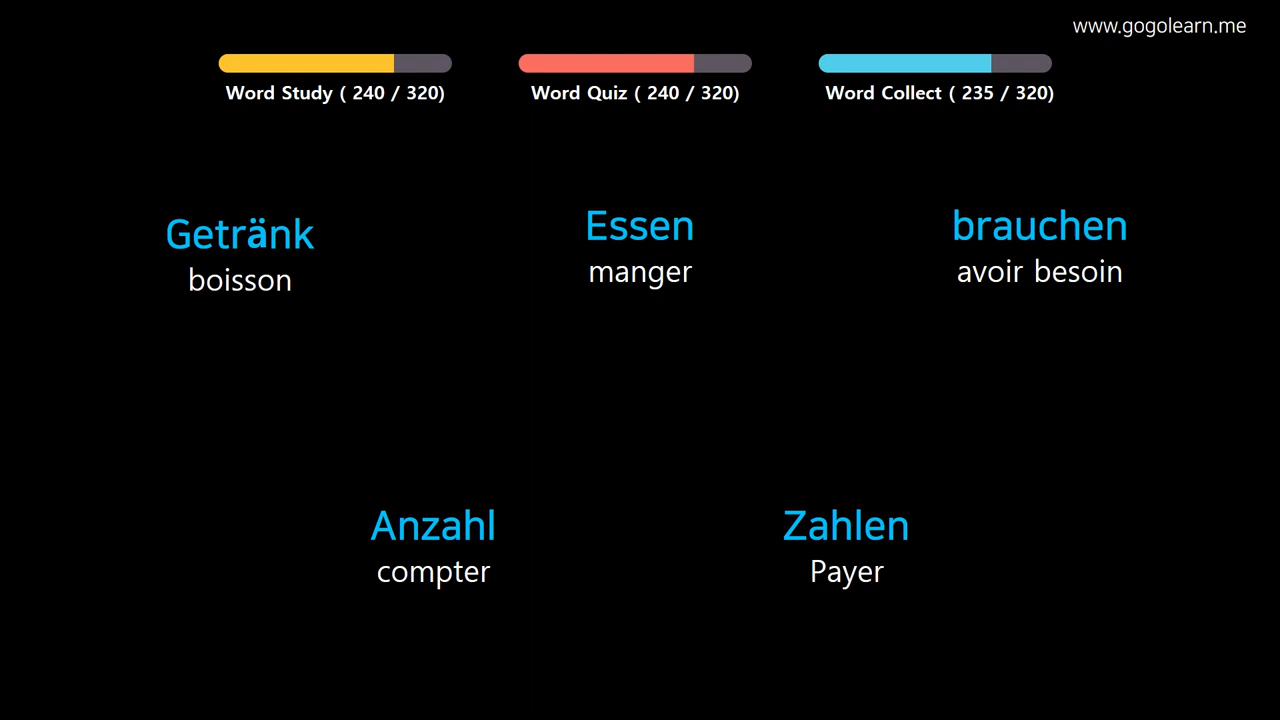 www.gogolearn.me
Word Study ( 240 / 320)
Word Quiz ( 240 / 320)
Word Collect ( 235 / 320)
Getränk
boisson
Essen
manger
brauchen
avoir besoin
Anzahl
compter
Zahlen
Payer